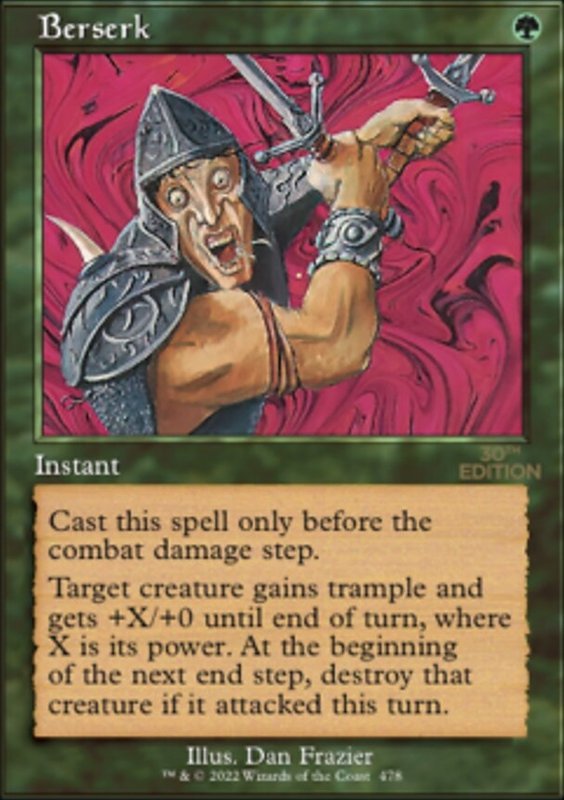 Berserk
Instant
30TH
EDITION
Cast this spell only before the
combat damage step.
Target creature gains trample and
gets +X/+0 until end of turn, where
X is its power. At the beginning
of the next end step, destroy that
creature if it attacked this turn.
Illus. Dan Frazier
™ & © 2022 Wizards of the Coast 478